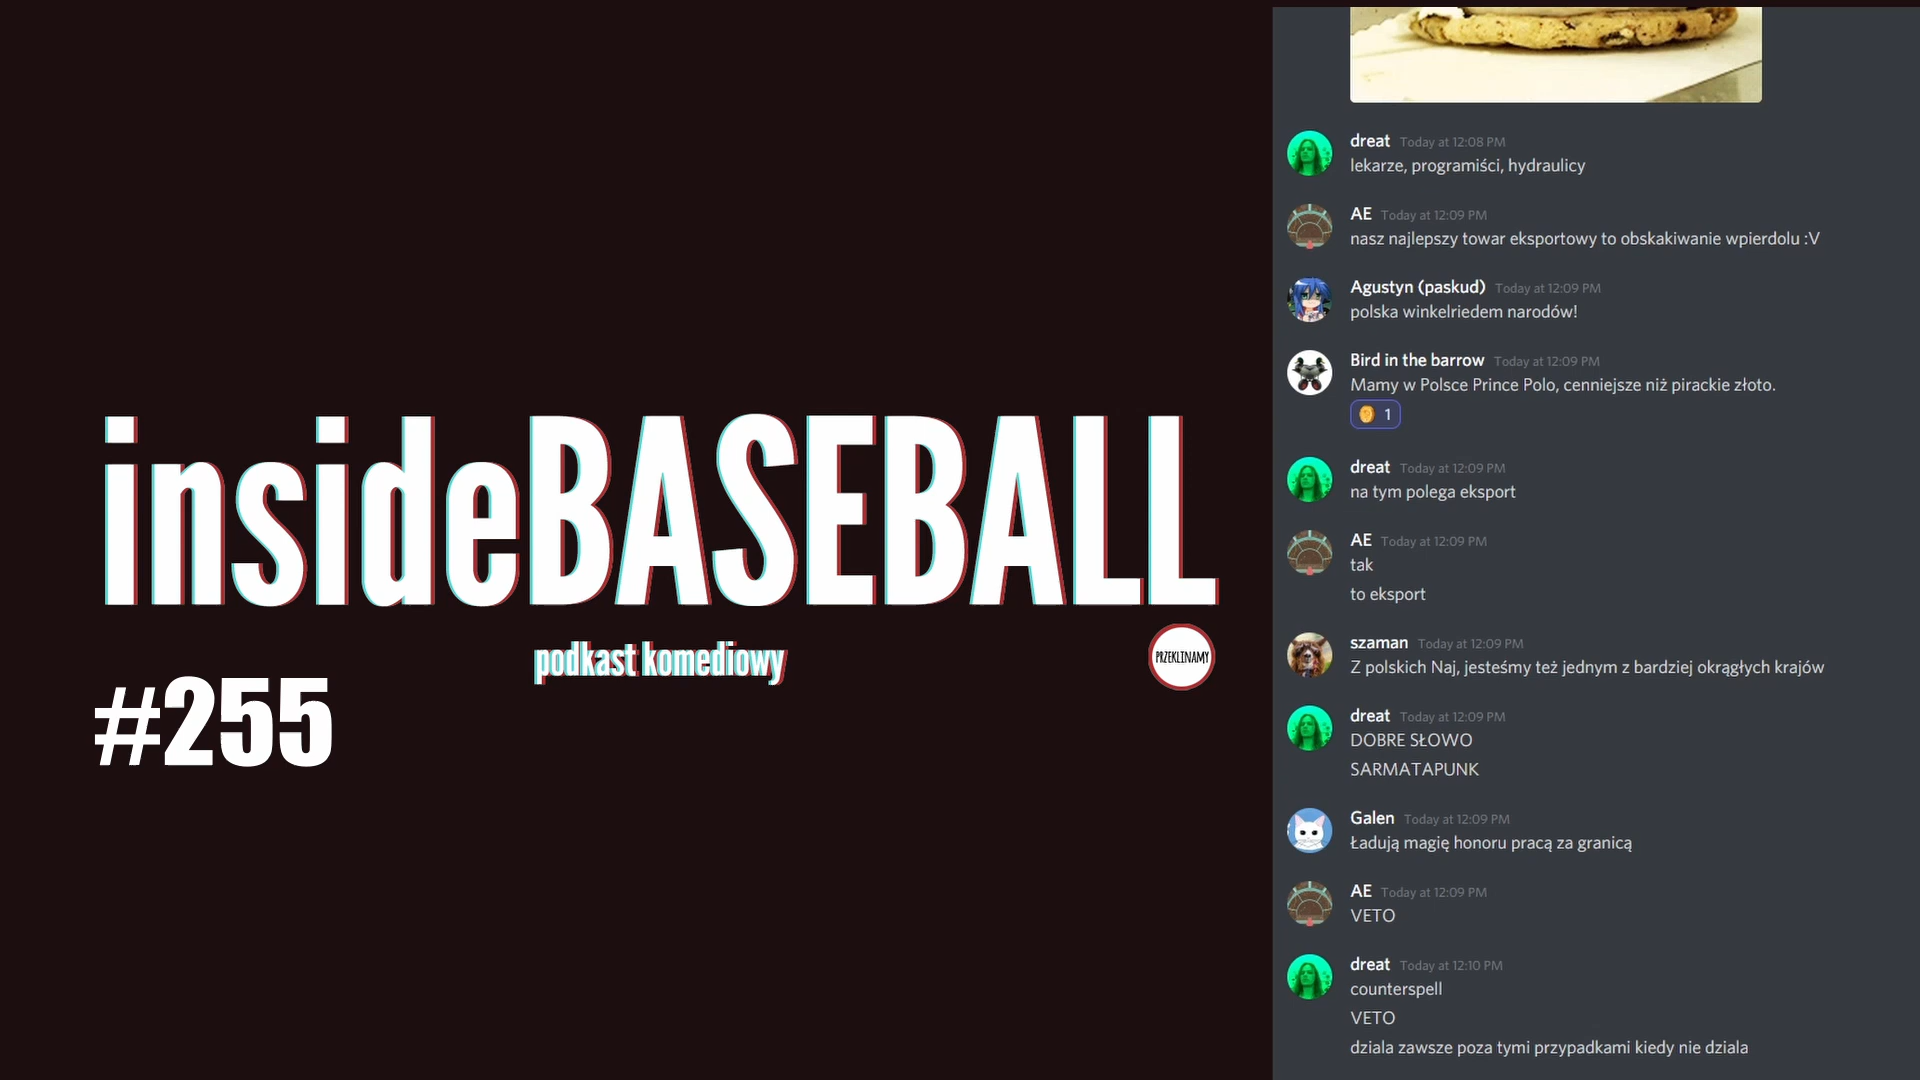 insideBASEBALL
podkast komediowy
PRZEKLINAMY
#255
dreat Today at 12:08 PM
lekarze, programiści, hydraulicy
AE Today at 12:09 PM
nasz najlepszy towar eksportowy to obskakiwanie wpierdolu :V
Agustyn (paskud) Today at 12:09 PM
polska winkelriedem narodów!
Bird in the barrow Today at 12:09 PM
Mamy w Polsce Prince Polo, cenniejsze niż pirackie złoto.
1
dreat Today at 12:09 PM
na tym polega eksport
AE Today at 12:09 PM
tak
to eksport
szaman Today at 12:09 PM
Z polskich Naj, jesteśmy też jednym z bardziej okrągłych krajów
dreat Today at 12:09 PM
DOBRE SŁOWO
SARMATAPUNK
Galen Today at 12:09 PM
Ładują magię honoru pracą za granicą
AE Today at 12:09 PM
VETO
dreat Today at 12:10 PM
counterspell
VETO
dziala zawsze poza tymi przypadkami kiedy nie dziala